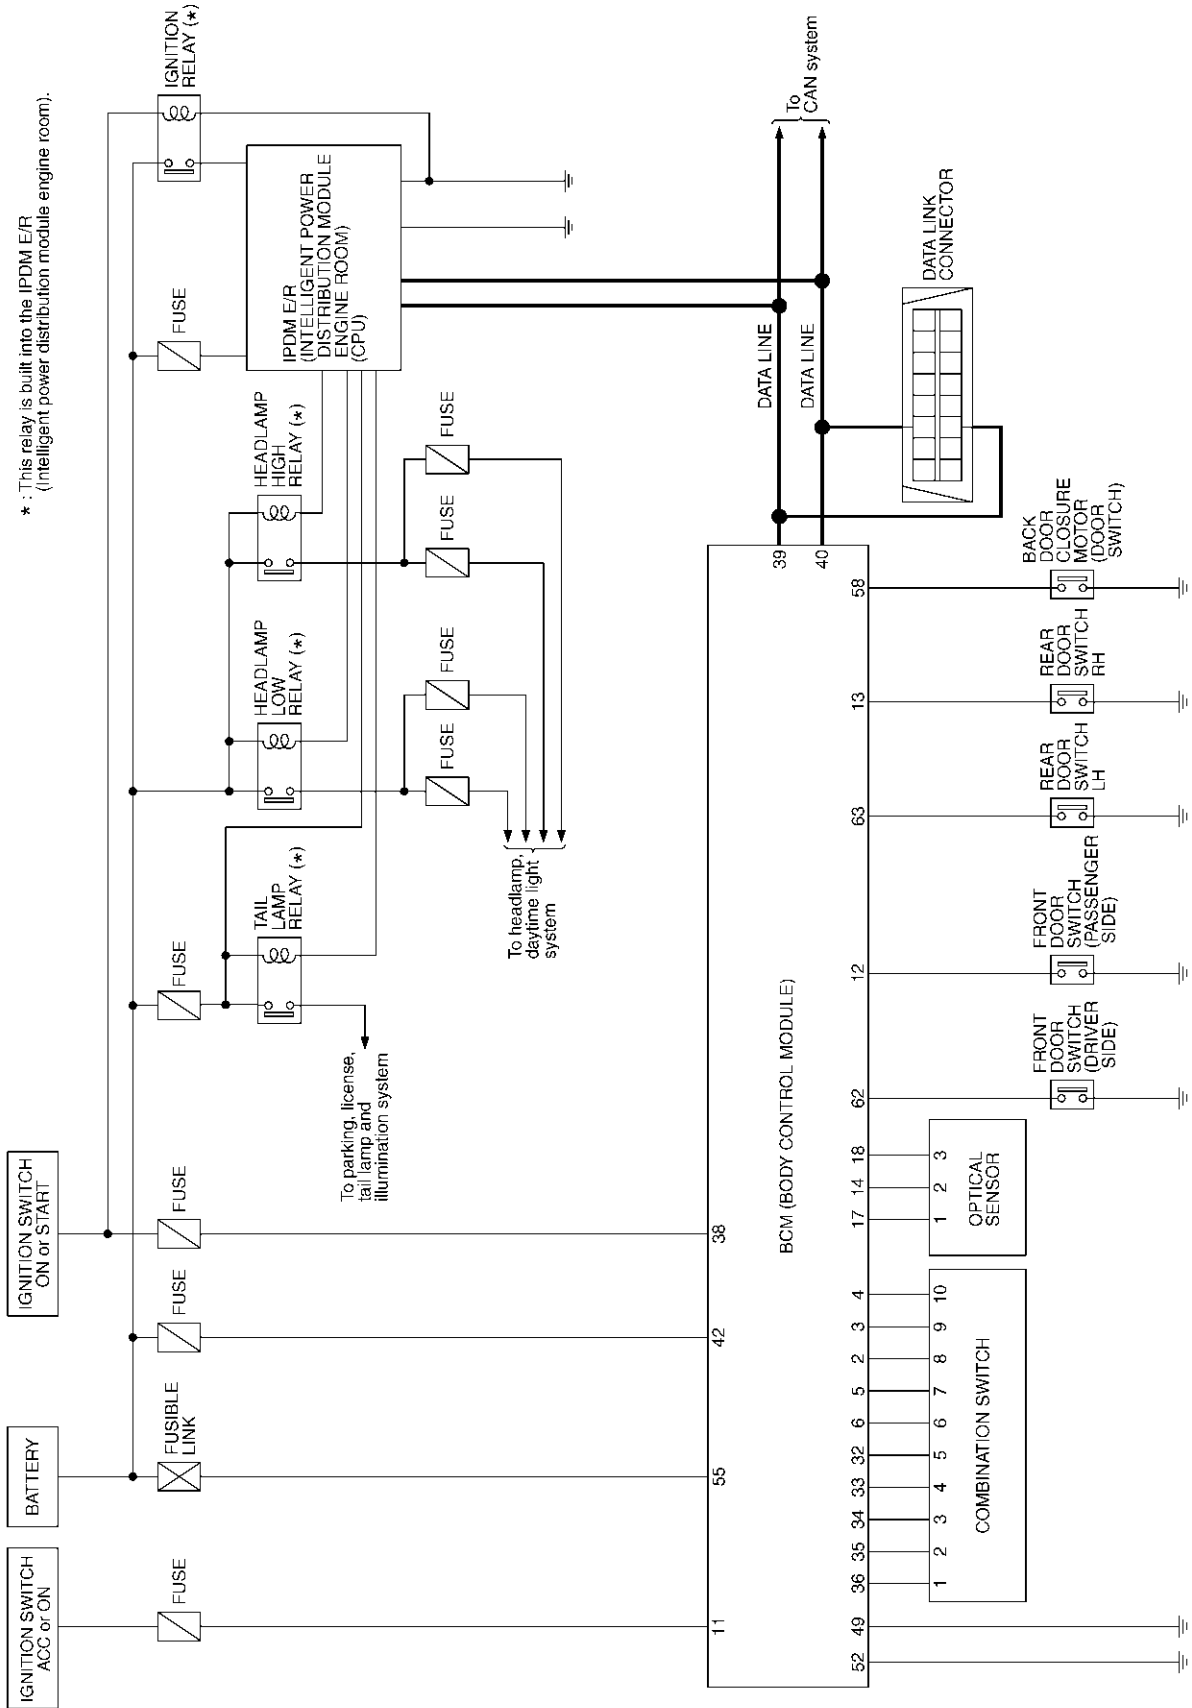 IGNITION SWITCH
ACC or ON
BATTERY
IGNITION SWITCH
ON or START
* : This relay is built into the IPDM E/R
(Intelligent power distribution module engine room).
FUSE
FUSIBLE
LINK
FUSE
FUSE
FUSE
FUSE
IGNITION
RELAY (*)
TAIL
LAMP
RELAY (*)
HEADLAMP
LOW
RELAY (*)
HEADLAMP
HIGH
RELAY (*)
IPDM E/R
(INTELLIGENT POWER
DISTRIBUTION MODULE
ENGINE ROOM)
(CPU)
To parking, license,
tail lamp and
illumination system
FUSE
FUSE
FUSE
FUSE
To headlamp,
daytime light
system
11
55
42
38
BCM (BODY CONTROL MODULE)
39
40
DATA LINE
DATA LINE
To
CAN system
52
49
36
35
34
33
32
6
5
2
3
4
17
14
18
62
12
63
13
58
1
2
3
4
5
6
7
8
9
10
COMBINATION SWITCH
1
2
3
OPTICAL
SENSOR
FRONT
DOOR
SWITCH
(DRIVER
SIDE)
FRONT
DOOR
SWITCH
(PASSENGER
SIDE)
REAR
DOOR
SWITCH
LH
REAR
DOOR
SWITCH
RH
BACK
DOOR
CLOSURE
MOTOR
(DOOR
SWITCH)
DATA LINK
CONNECTOR